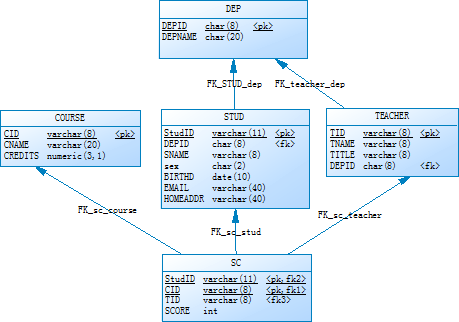 DEP
DEPID char(8) <pk>
DEPNAME char(20)
FK_STUD_dep
FK_teacher_dep
COURSE
CID varchar(8) <pk>
CNAME varchar(20)
CREDITS numeric(3,1)
STUD
StudID varchar(11) <pk>
DEPID char(8) <fk>
SNAME varchar(8)
sex char(2)
BIRTHD date(10)
EMAIL varchar(40)
HOMEADDR varchar(40)
TEACHER
TID varchar(8) <pk>
TNAME varchar(8)
TITLE varchar(8)
DEPID char(8) <fk>
FK_sc_course
FK_sc_stud
FK_sc_teacher
SC
StudID varchar(11) <pk,fk2>
CID varchar(8) <pk,fk1>
TID varchar(8) <fk3>
SCORE int